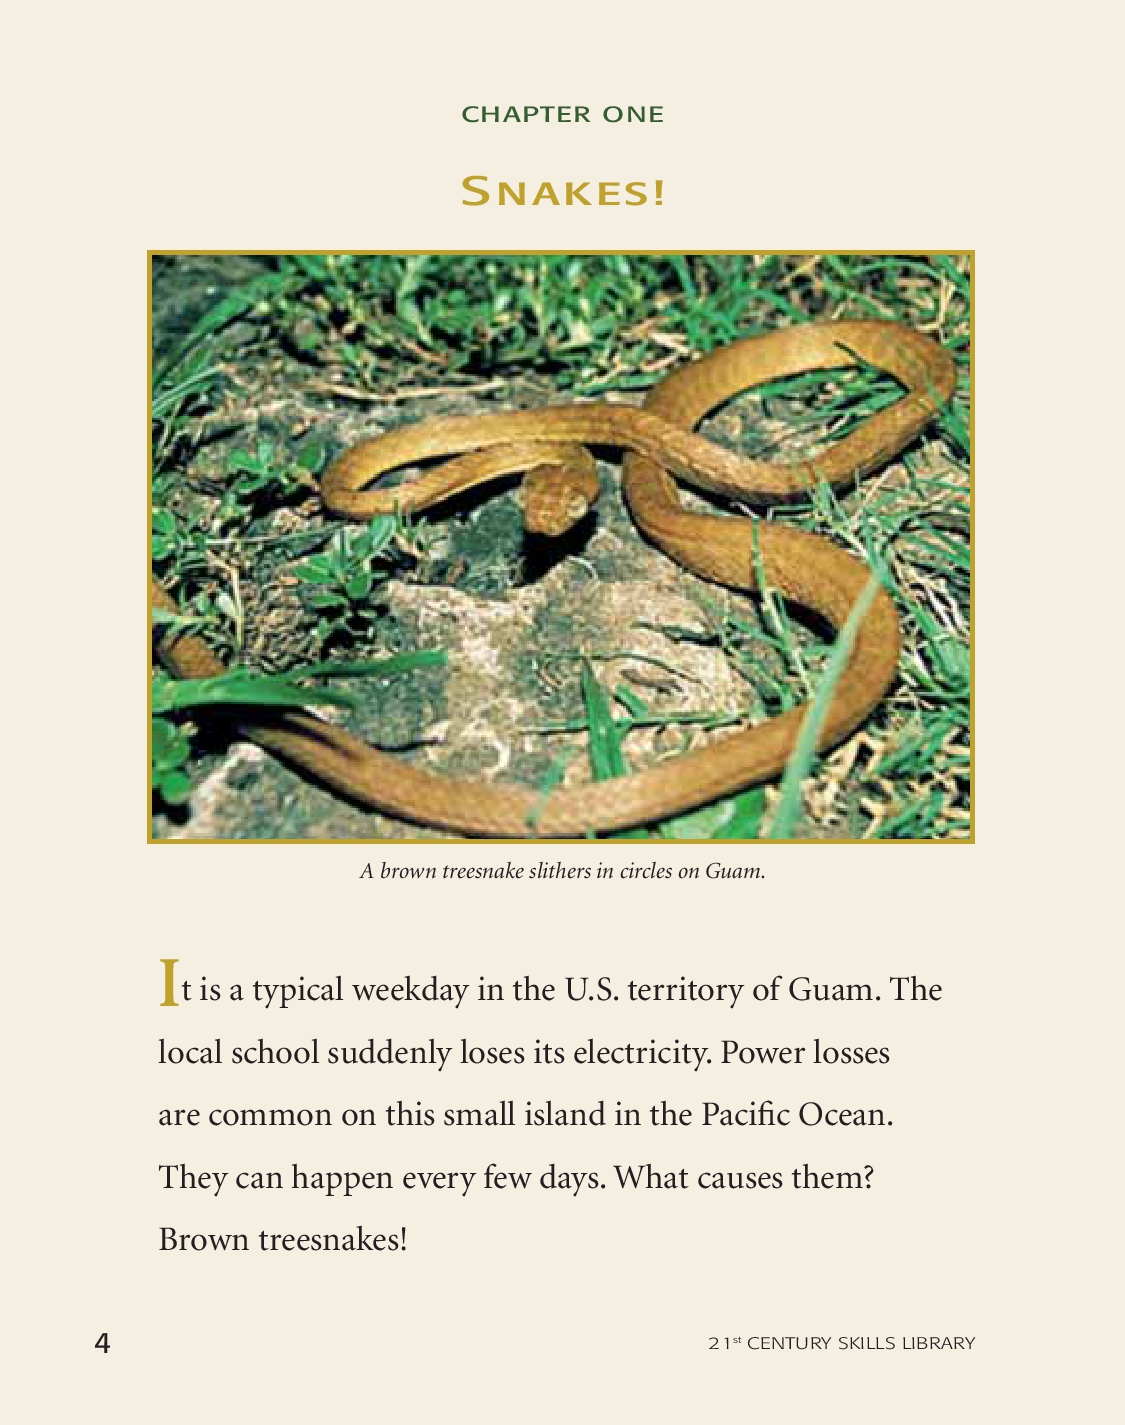 CHAPTER ONE
SNAKES!
A brown treesnake slithers in circles on Guam.
It is a typical weekday in the U.S. territory of Guam. The
local school suddenly loses its electricity. Power losses
are common on this small island in the Pacific Ocean.
They can happen every few days. What causes them?
Brown treesnakes!
4
21st CENTURY SKILLS LIBRARY